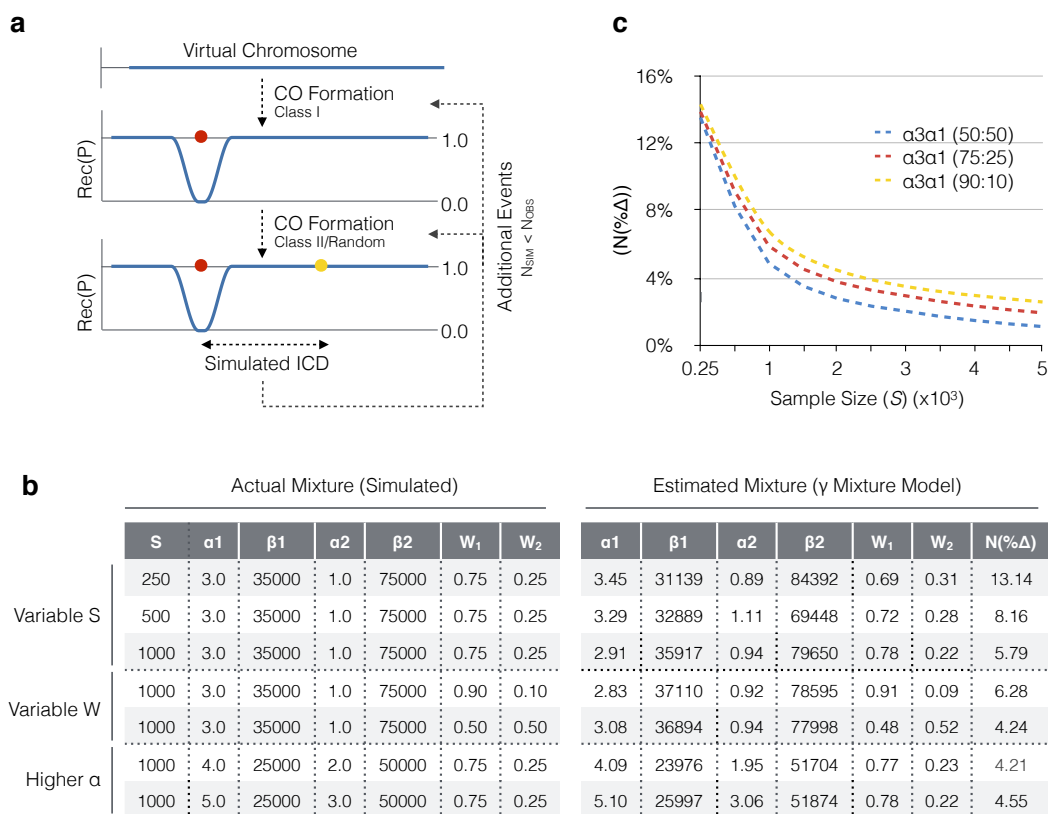 a
Virtual Chromosome
CO Formation
Class I
Rec(P)
1.0
0.0
CO Formation
Class II/Random
Rec(P)
1.0
0.0
Simulated ICD
Additional Events
NSIM < NOBS
c
(N(%Δ))
16%
12%
8%
4%
0%
α3α1 (50:50)
α3α1 (75:25)
α3α1 (90:10)
0.25 1 2 3 4 5
Sample Size (S) (x10³)
b
Actual Mixture (Simulated) Estimated Mixture (γ Mixture Model)
S α1 β1 α2 β2 W₁ W₂ α1 β1 α2 β2 W₁ W₂ N(%Δ)
250 3.0 35000 1.0 75000 0.75 0.25 3.45 31139 0.89 84392 0.69 0.31 13.14
Variable S 500 3.0 35000 1.0 75000 0.75 0.25 3.29 32889 1.11 69448 0.72 0.28 8.16
1000 3.0 35000 1.0 75000 0.75 0.25 2.91 35917 0.94 79650 0.78 0.22 5.79
Variable W
1000 3.0 35000 1.0 75000 0.90 0.10 2.83 37110 0.92 78595 0.91 0.09 6.28
1000 3.0 35000 1.0 75000 0.50 0.50 3.08 36894 0.94 77998 0.48 0.52 4.24
Higher α
1000 4.0 25000 2.0 50000 0.75 0.25 4.09 23976 1.95 51704 0.77 0.23 4.21
1000 5.0 25000 3.0 50000 0.75 0.25 5.10 25997 3.06 51874 0.78 0.22 4.55